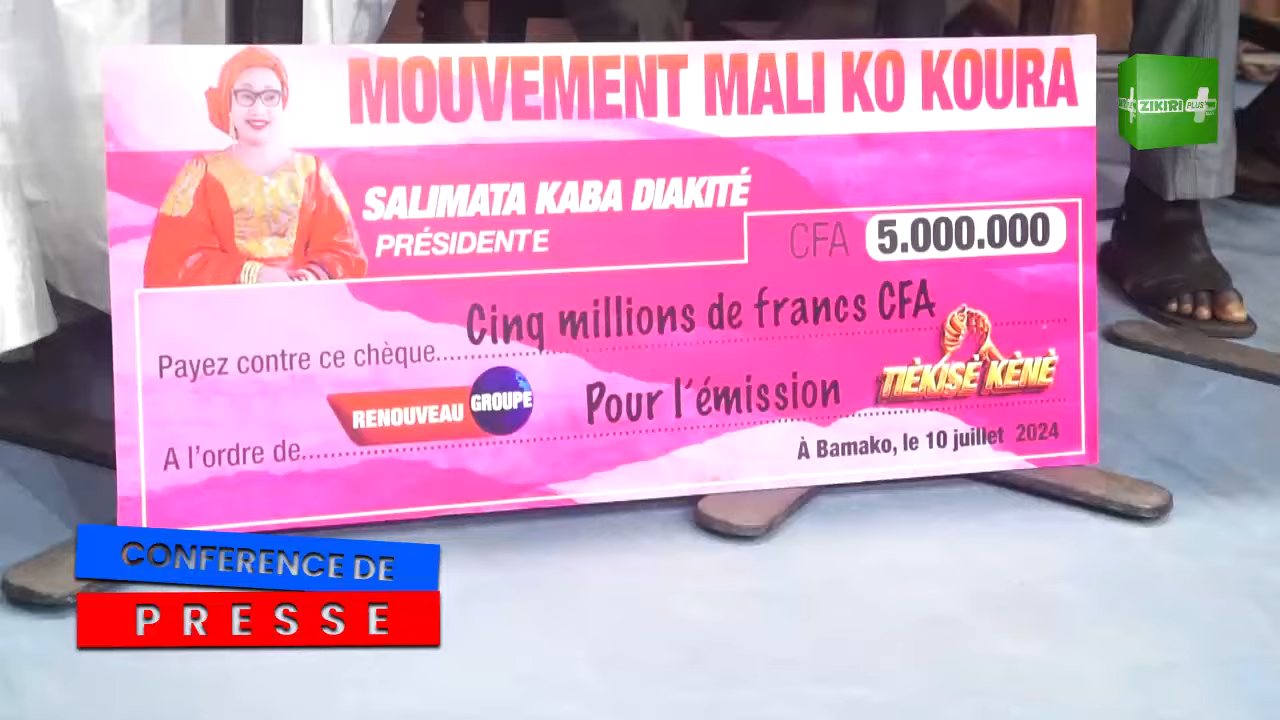 MOUVEMENT MALI KO KOURA
ZIKIRI PLUS
SALIMATA KABA DIAKITÉ
PRÉSIDENTE
CFA 5.000.000
Cinq millions de francs CFA
Payez contre ce chèque
RENOUVEAU GROUPE
Pour l'émission
TIÈKISÈ KÈNÈ
A l'ordre de
À Bamako, le 10 juillet 2024
CONFERENCE DE
PRESSE